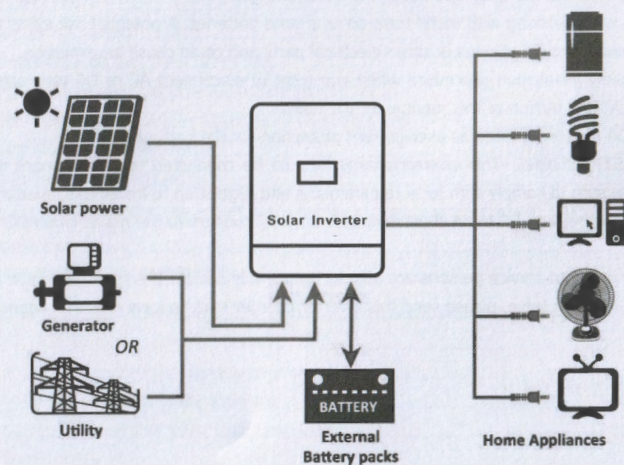 Solar power
Solar Inverter
Generator
OR
Utility
BATTERY
External
Battery packs
Home Appliances